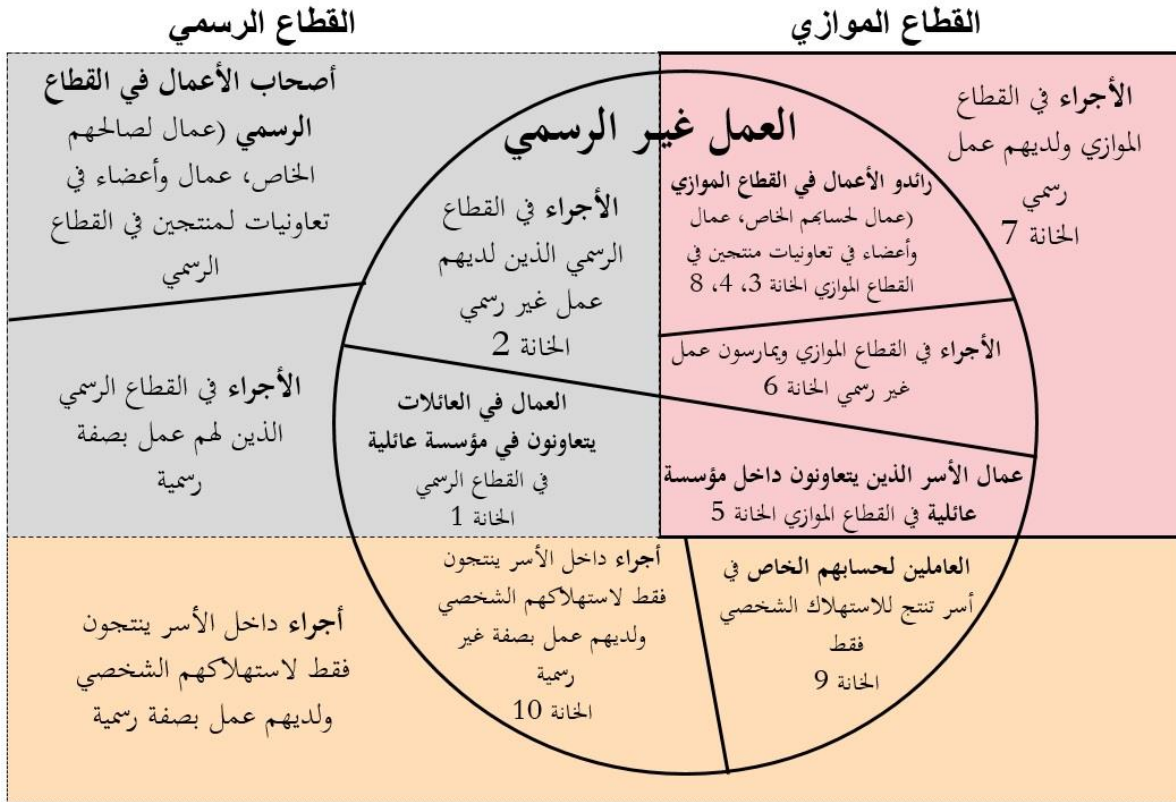 القطاع الموازي
القطاع الرسمي
العمل غير الرسمي
الأجراء في القطاع
الموازي ولديهم عمل
رسمي
الخانة 7
رائدو الأعمال في القطاع الموازي
(عمال لحسابهم الخاص، عمال
وأعضاء في تعاونيات منتجين في
القطاع الموازي الخانة 3، 4، 8
الأجراء في القطاع الموازي ويمارسون عمل
غير رسمي الخانة 6
عمال الأسر الذين يتعاونون داخل مؤسسة
عائلية في القطاع الموازي الخانة 5
أصحاب الأعمال في القطاع
الرسمي (عمال لصالحهم
الخاص، عمال وأعضاء في
تعاونيات لمنتجين في القطاع
الرسمي
الأجراء في القطاع
الرسمي الذين لديهم
عمل غير رسمي
الخانة 2
الأجراء في القطاع الرسمي
الذين لهم عمل بصفة
رسمية
العمال في العائلات
يتعاونون في مؤسسة عائلية
في القطاع الرسمي
الخانة 1
العاملين لحسابهم الخاص في
أسر تنتج للاستهلاك الشخصي
فقط
الخانة 9
أجراء داخل الأسر ينتجون
فقط لاستهلاكهم الشخصي
ولديهم عمل بصفة غير
رسمية
الخانة 10
أجراء داخل الأسر ينتجون
فقط لاستهلاكهم الشخصي
ولديهم عمل بصفة رسمية